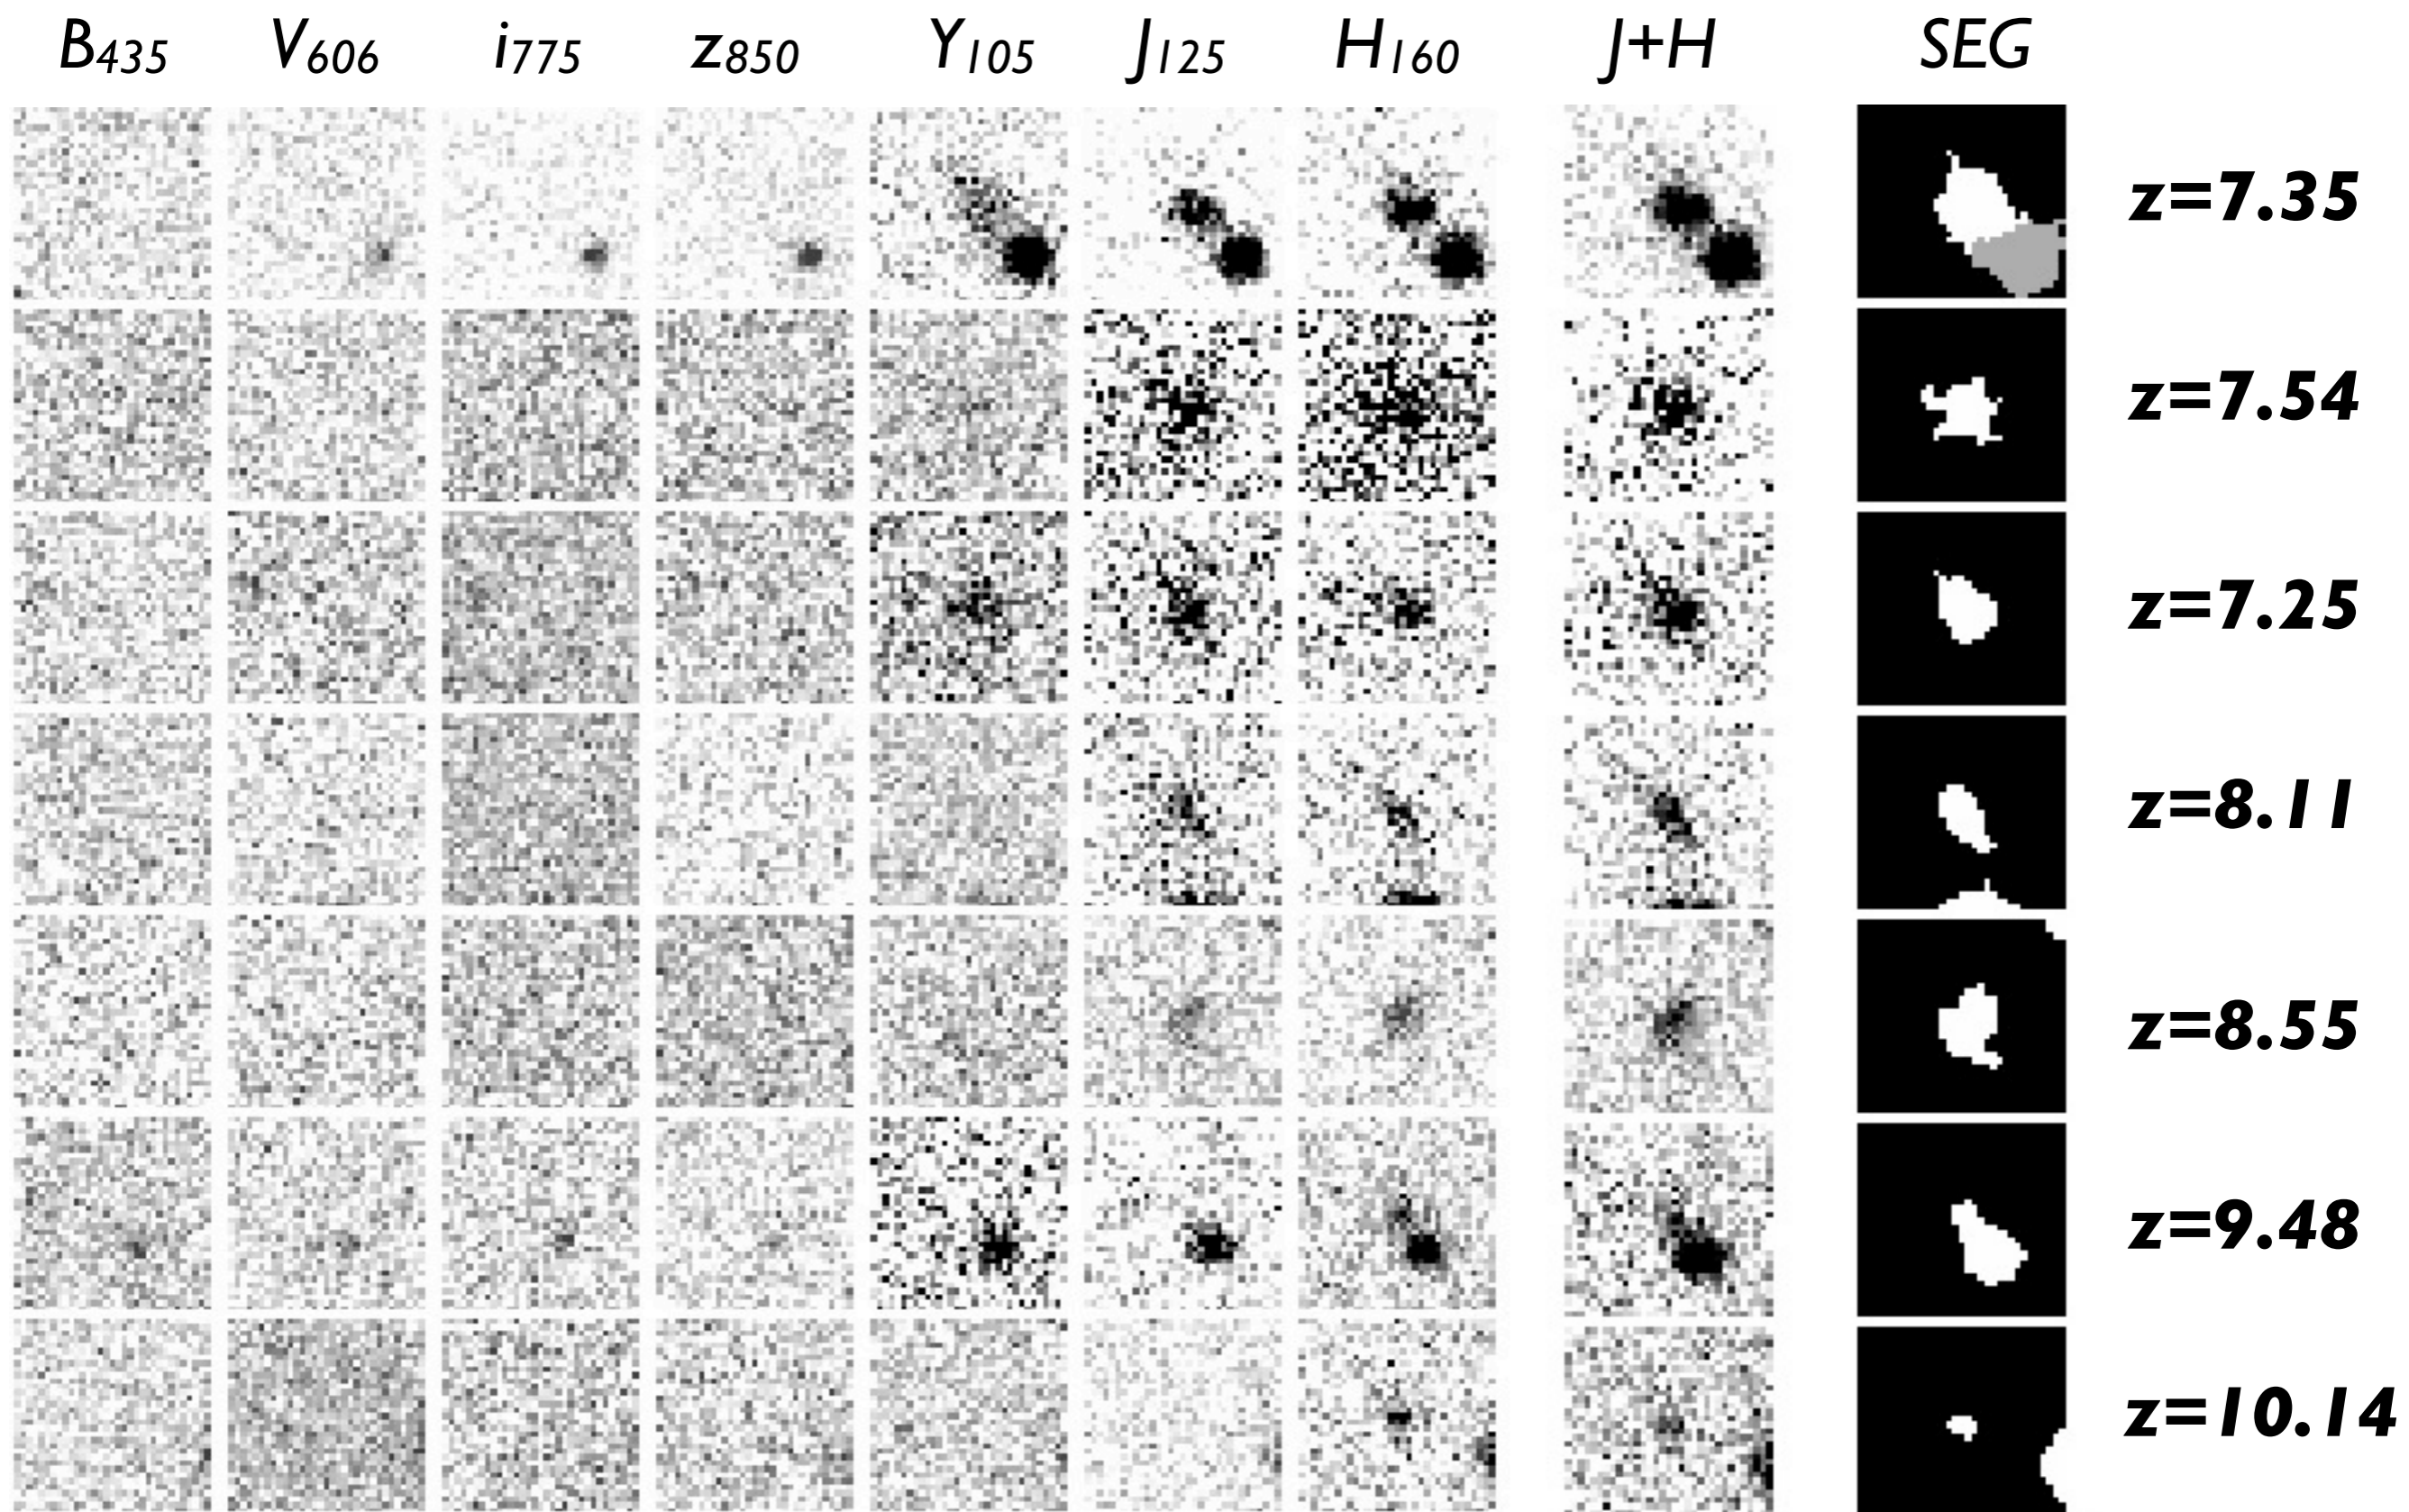 B435 V606 i775 z850 Y105 J125 H160 J+H SEG
z=7.35
z=7.54
z=7.25
z=8.11
z=8.55
z=9.48
z=10.14